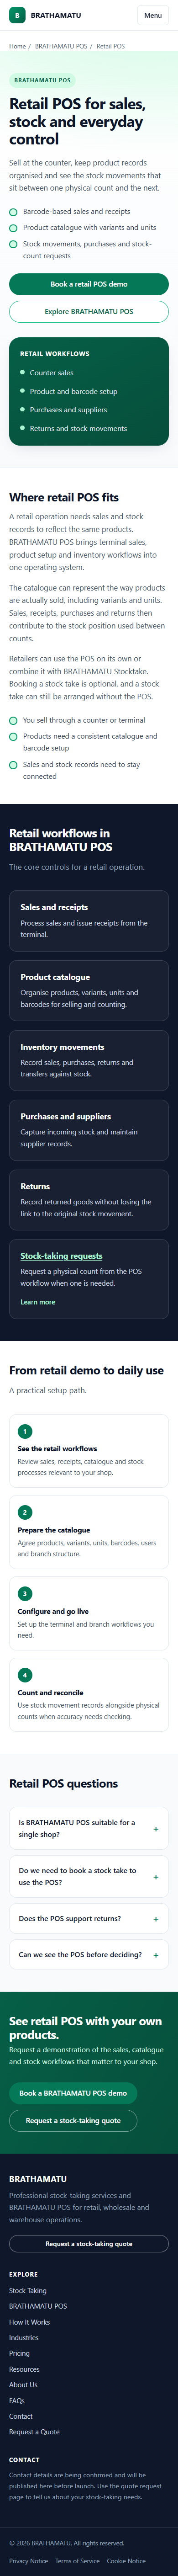 B BRATHAMATU Menu
Home / BRATHAMATU POS / Retail POS
BRATHAMATU POS
Retail POS for sales,
stock and everyday
control
Sell at the counter, keep product records
organised and see the stock movements that
sit between one physical count and the next.
Barcode-based sales and receipts
Product catalogue with variants and units
Stock movements, purchases and stock-
count requests
Book a retail POS demo
Explore BRATHAMATU POS
RETAIL WORKFLOWS
Counter sales
Product and barcode setup
Purchases and suppliers
Returns and stock movements
Where retail POS fits
A retail operation needs sales and stock
records to reflect the same products.
BRATHAMATU POS brings terminal sales,
product setup and inventory workflows into
one operating system.
The catalogue can represent the way products
are actually sold, including variants and units.
Sales, receipts, purchases and returns then
contribute to the stock position used between
counts.
Retailers can use the POS on its own or
combine it with BRATHAMATU Stocktake.
Booking a stock take is optional, and a stock
take can still be arranged without the POS.
You sell through a counter or terminal
Products need a consistent catalogue and
barcode setup
Sales and stock records need to stay
connected
Retail workflows in
BRATHAMATU POS
The core controls for a retail operation.
Sales and receipts
Process sales and issue receipts from the
terminal.
Product catalogue
Organise products, variants, units and
barcodes for selling and counting.
Inventory movements
Record sales, purchases, returns and
transfers against stock.
Purchases and suppliers
Capture incoming stock and maintain
supplier records.
Returns
Record returned goods without losing the
link to the original stock movement.
Stock-taking requests
Request a physical count from the POS
workflow when one is needed.
Learn more
From retail demo to daily use
A practical setup path.
1
See the retail workflows
Review sales, receipts, catalogue and stock
processes relevant to your shop.
2
Prepare the catalogue
Agree products, variants, units, barcodes, users
and branch structure.
3
Configure and go live
Set up the terminal and branch workflows you
need.
4
Count and reconcile
Use stock movement records alongside physical
counts when accuracy needs checking.
Retail POS questions
Is BRATHAMATU POS suitable for a
single shop? +
Do we need to book a stock take to
use the POS? +
Does the POS support returns? +
Can we see the POS before deciding? +
See retail POS with your own
products.
Request a demonstration of the sales, catalogue
and stock workflows that matter to your shop.
Book a BRATHAMATU POS demo
Request a stock-taking quote
BRATHAMATU
Professional stock-taking services and
BRATHAMATU POS for retail, wholesale and
warehouse operations.
Request a stock-taking quote
EXPLORE
Stock Taking
BRATHAMATU POS
How It Works
Industries
Pricing
Resources
About Us
FAQs
Contact
Request a Quote
CONTACT
Contact details are being confirmed and will be
published here before launch. Use the quote request
page to tell us about your stock-taking needs.
© 2026 BRATHAMATU. All rights reserved.
Privacy Notice Terms of Service Cookie Notice